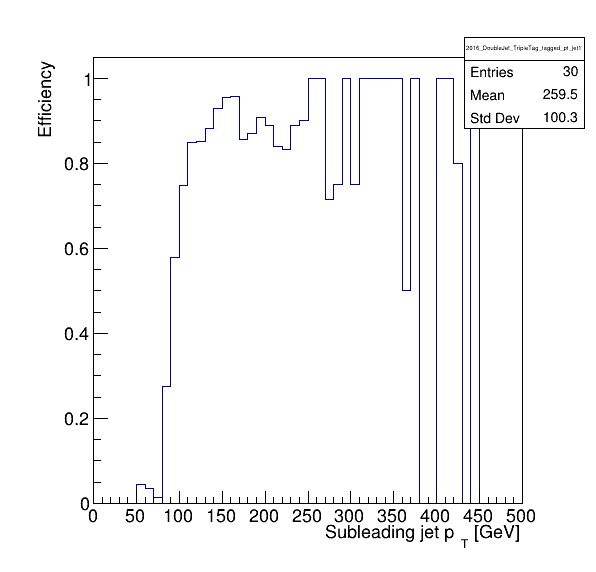 2016_DoubleJet_TripleTag_tagged_pt_jet1
Entries 30
Mean 259.5
Std Dev 100.3
Efficiency
1
0.8
0.6
0.4
0.2
0
0 50 100 150 200 250 300 350 400 450 500
Subleading jet p T [GeV]